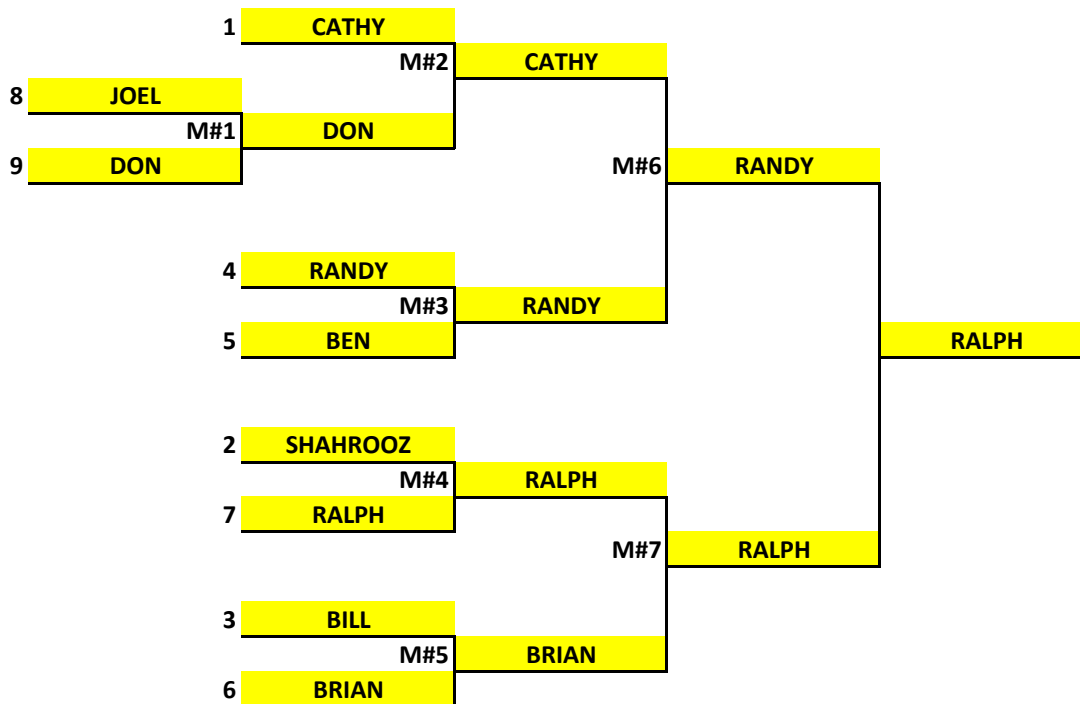 1 CATHY
M#2 CATHY
8 JOEL
M#1 DON
9 DON
M#6 RANDY
4 RANDY
M#3 RANDY
5 BEN
RALPH
2 SHAHROOZ
M#4 RALPH
7 RALPH
M#7 RALPH
3 BILL
M#5 BRIAN
6 BRIAN